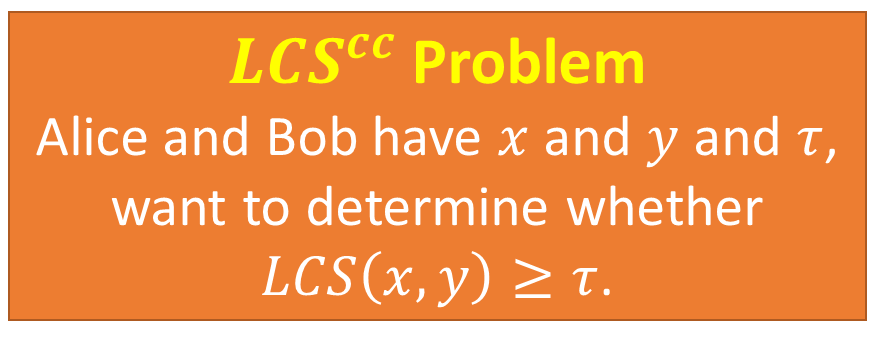 LCS^{cc} Problem
Alice and Bob have x and y and τ,
want to determine whether
LCS(x, y) ≥ τ.